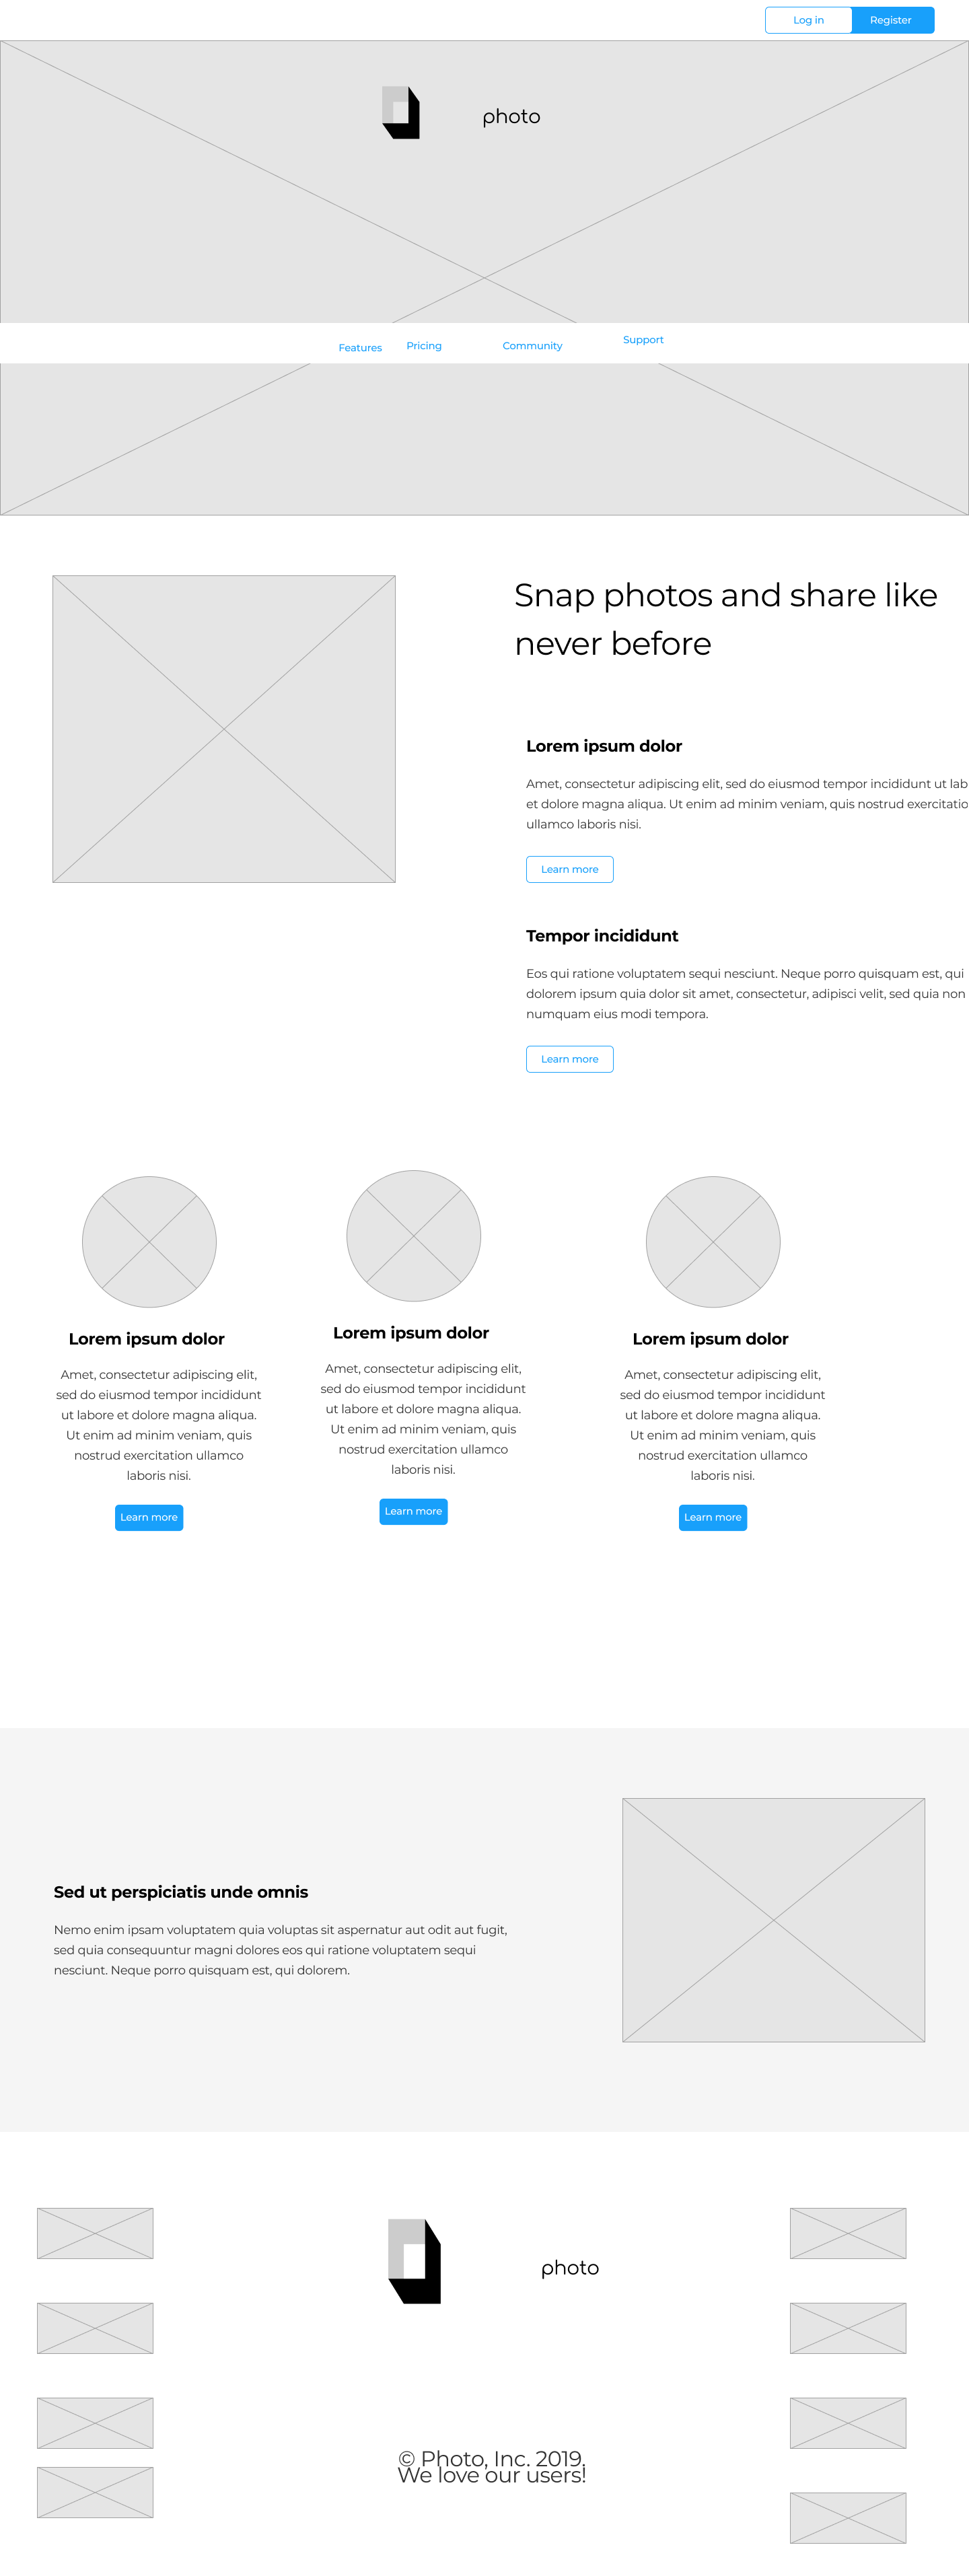 Log in
Register
photo
Features
Pricing
Community
Support
Snap photos and share like
never before
Lorem ipsum dolor
Amet, consectetur adipiscing elit, sed do eiusmod tempor incididunt ut lab
et dolore magna aliqua. Ut enim ad minim veniam, quis nostrud exercitatio
ullamco laboris nisi.
Learn more
Tempor incididunt
Eos qui ratione voluptatem sequi nesciunt. Neque porro quisquam est, qui
dolorem ipsum quia dolor sit amet, consectetur, adipisci velit, sed quia non
numquam eius modi tempora.
Learn more
Lorem ipsum dolor
Amet, consectetur adipiscing elit,
sed do eiusmod tempor incididunt
ut labore et dolore magna aliqua.
Ut enim ad minim veniam, quis
nostrud exercitation ullamco
laboris nisi.
Learn more
Lorem ipsum dolor
Amet, consectetur adipiscing elit,
sed do eiusmod tempor incididunt
ut labore et dolore magna aliqua.
Ut enim ad minim veniam, quis
nostrud exercitation ullamco
laboris nisi.
Learn more
Lorem ipsum dolor
Amet, consectetur adipiscing elit,
sed do eiusmod tempor incididunt
ut labore et dolore magna aliqua.
Ut enim ad minim veniam, quis
nostrud exercitation ullamco
laboris nisi.
Learn more
Sed ut perspiciatis unde omnis
Nemo enim ipsam voluptatem quia voluptas sit aspernatur aut odit aut fugit,
sed quia consequuntur magni dolores eos qui ratione voluptatem sequi
nesciunt. Neque porro quisquam est, qui dolorem.
photo
© Photo, Inc. 2019.
We love our users!